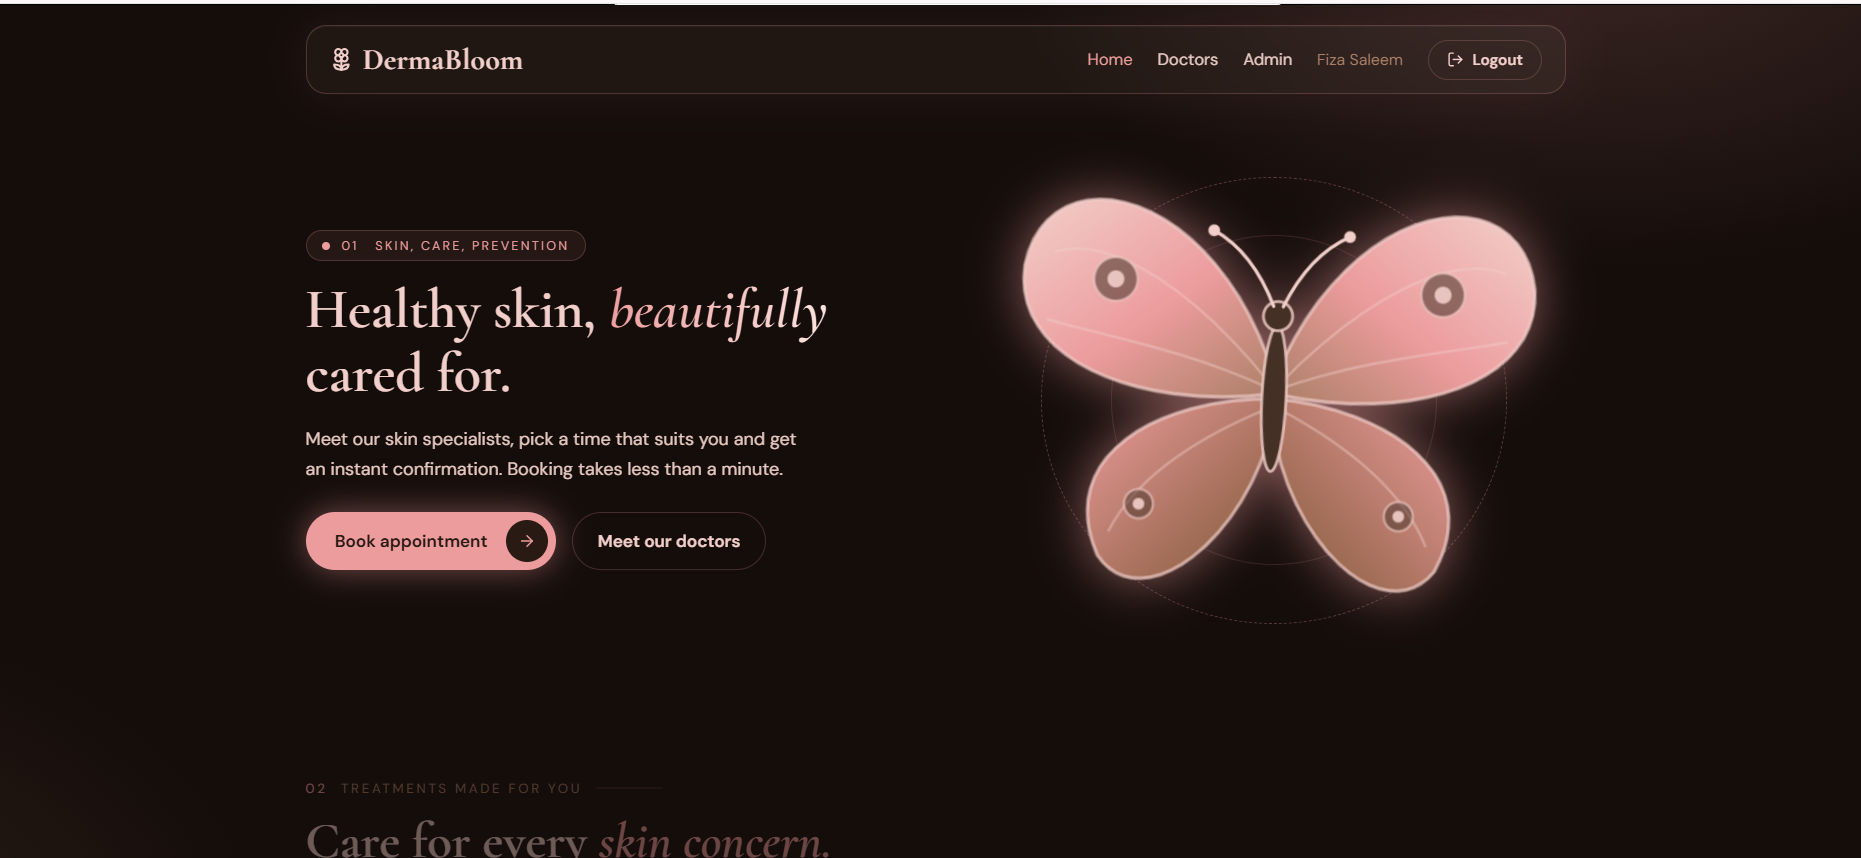 DermaBloom
Home Doctors Admin Fiza Saleem Logout
01 SKIN, CARE, PREVENTION
Healthy skin, beautifully
cared for.
Meet our skin specialists, pick a time that suits you and get
an instant confirmation. Booking takes less than a minute.
Book appointment Meet our doctors
02 TREATMENTS MADE FOR YOU
Care for every skin concern.